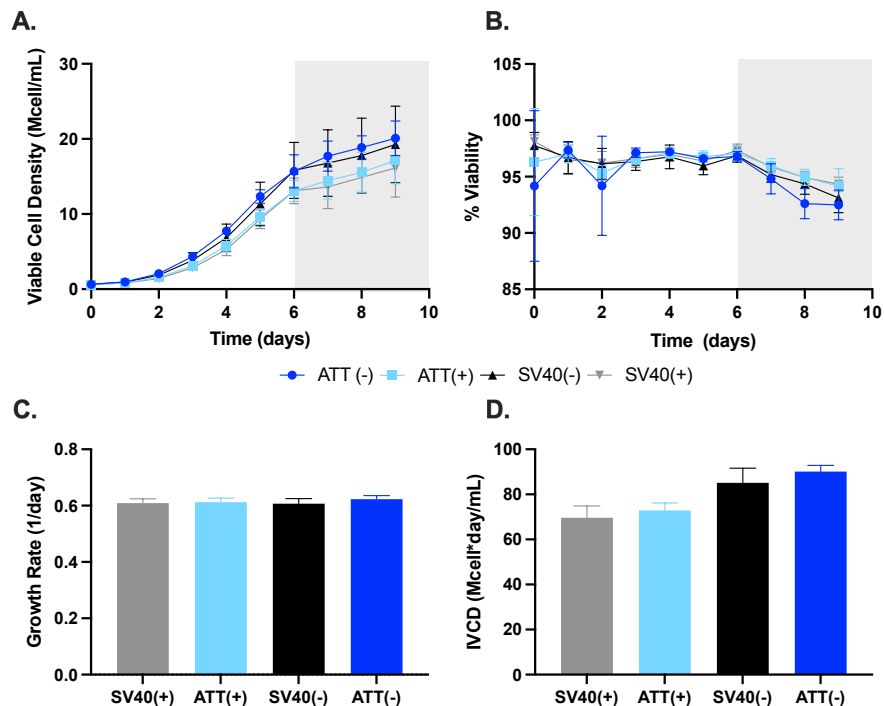 A.
Viable Cell Density (Mcell/mL)
30
20
10
0
0 2 4 6 8 10
Time (days)
B.
% Viability
105
100
95
90
85
0 2 4 6 8 10
Time (days)
ATT (-) ATT(+) SV40(-) SV40(+)
C.
Growth Rate (1/day)
0.8
0.6
0.4
0.2
0.0
SV40(+) ATT(+) SV40(-) ATT(-)
D.
IVCD (Mcell*day/mL)
100
80
60
40
20
0
SV40(+) ATT(+) SV40(-) ATT(-)